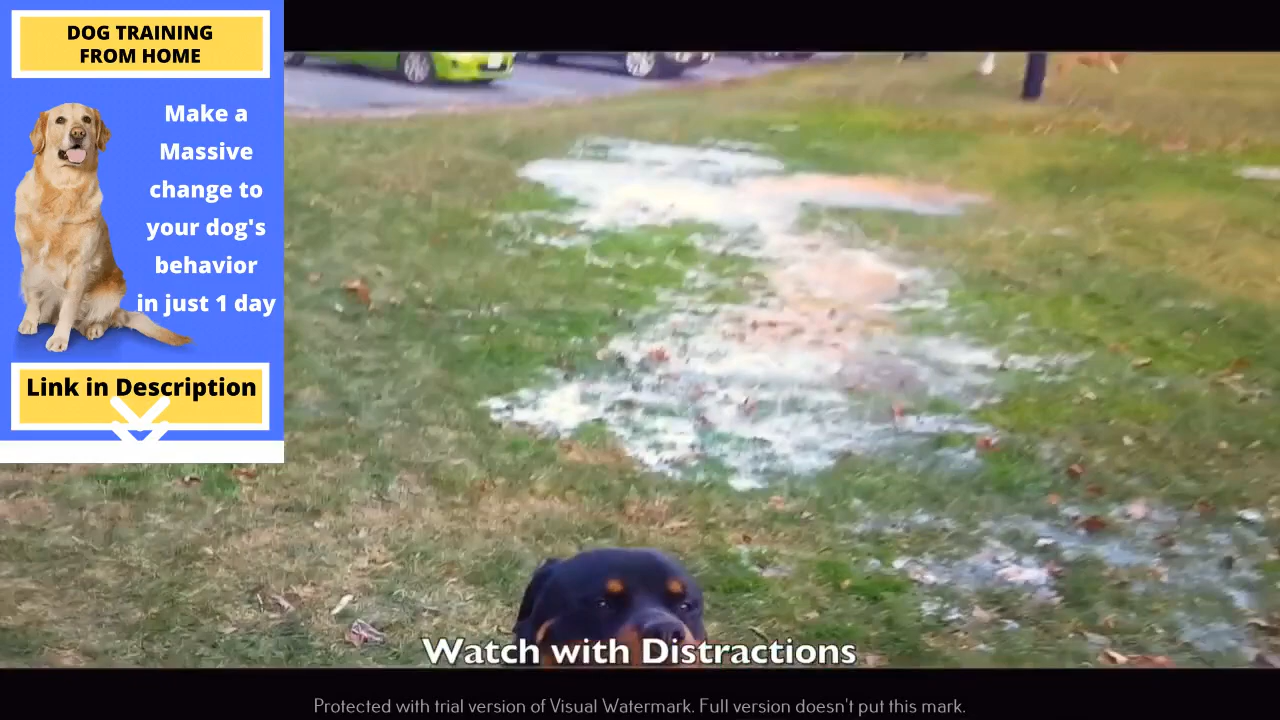 DOG TRAINING
FROM HOME
Make a
Massive
change to
your dog's
behavior
in just 1 day
Link in Description
Watch with Distractions
Protected with trial version of Visual Watermark. Full version doesn't put this mark.